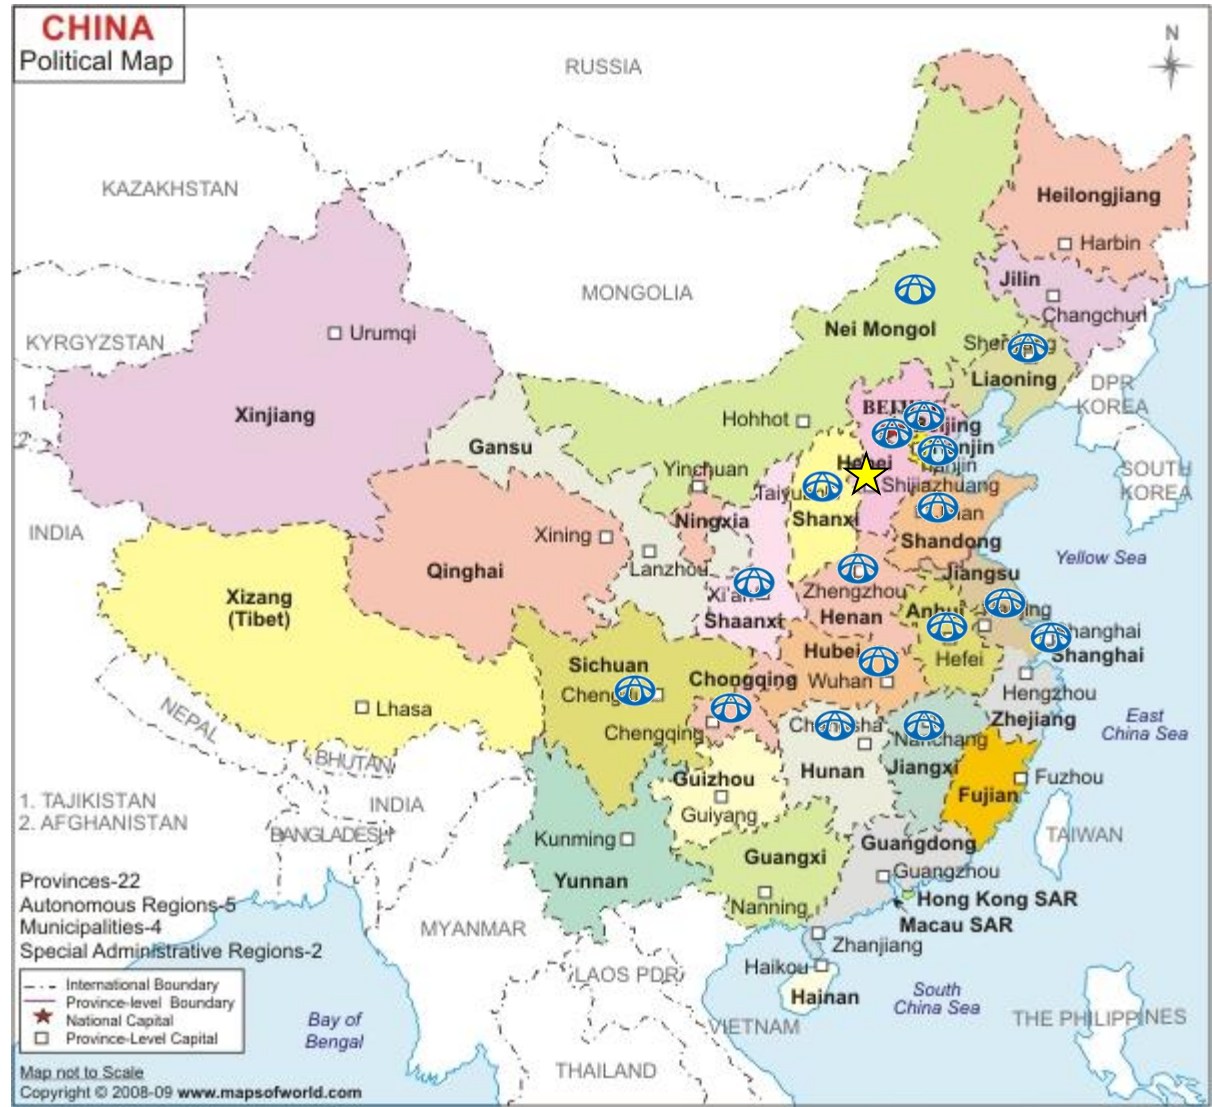 CHINA
Political Map
N
RUSSIA
KAZAKHSTAN
Heilongjiang
Harbin
MONGOLIA
Jilin
Changchun
KYRGYZSTAN
Urumqi
Nei Mongol
Liaoning
DPR
KOREA
1
2
Xinjiang
Gansu
Hohhot
Yinchuan
SOUTH
KOREA
Shijiazhuang
INDIA
Ningxia
Shanxi
Xining
Lanzhou
Shandong
Yellow Sea
Qinghai
Jiangsu
Xizang
(Tibet)
Zhengzhou
Henan
Shaanxi
Hefei
Shanghai
Sichuan
Hubei
Chongqing
Wuhan
Hengzhou
Zhejiang
Lhasa
NEPAL
Chengqing
East
China Sea
BHUTAN
Guizhou
Guiyang
Hunan
Jiangxi
Nanchang
Fujian
Fuzhou
1. TAJIKISTAN
2. AFGHANISTAN
INDIA
BANGLADESH
Kunming
Yunnan
Guangxi
Guangdong
Guangzhou
TAIWAN
Provinces-22
Autonomous Regions-5
Municipalities-4
Special Administrative Regions-2
MYANMAR
Nanning
Hong Kong SAR
Macau SAR
Zhanjiang
Haikou
Hainan
LAOS PDR
VIETNAM
South
China Sea
THE PHILIPPINES
International Boundary
Province-level Boundary
National Capital
Province-Level Capital
Bay of
Bengal
THAILAND
Map not to Scale
Copyright © 2008-09 www.mapsofworld.com